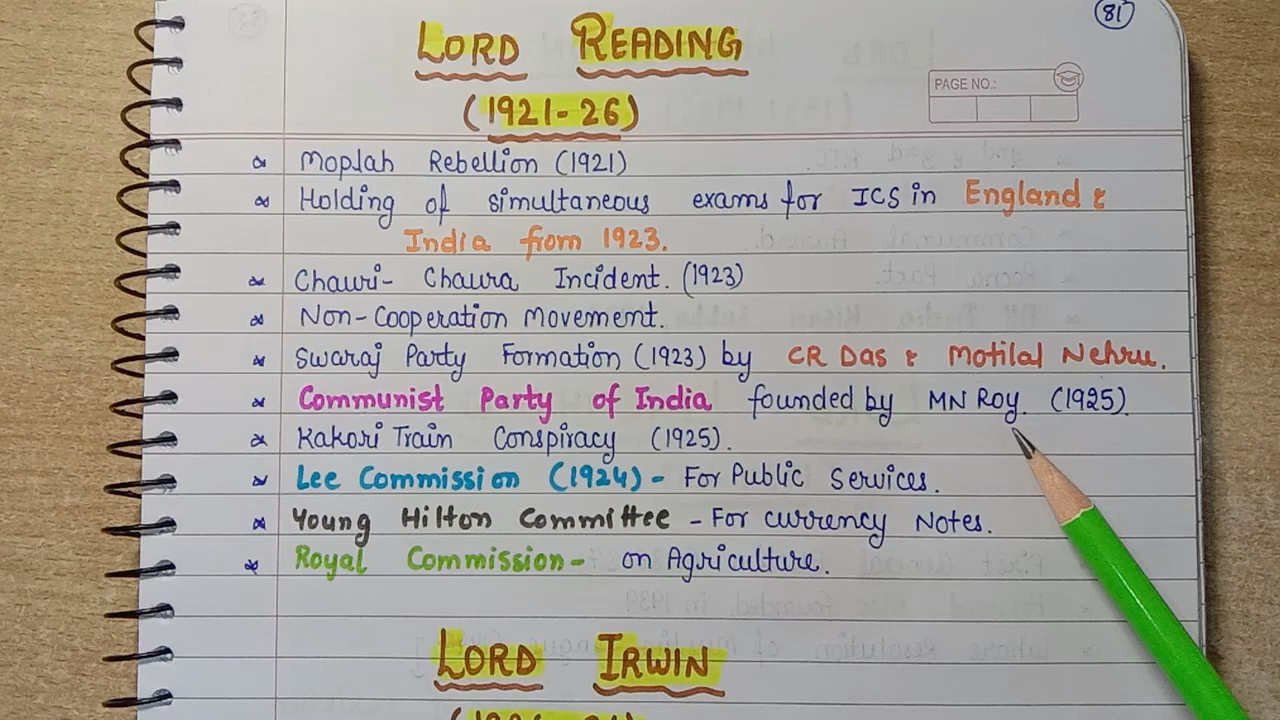 81
LORD READING
PAGE NO.:
(1921-26)
Moplah Rebellion (1921)
Holding of simultaneous exams for ICS in England &
India from 1923.
Chauri-Chaura Incident. (1923)
Non-Cooperation Movement.
Swaraj Party Formation (1923) by CR Das & Motilal Nehru.
Communist Party of India founded by MN Roy. (1925).
Kakori Train Conspiracy (1925).
Lee Commission (1924) - For Public Services.
Young Hilton Committee - For currency Notes.
Royal Commission - on Agriculture.
LORD IRWIN